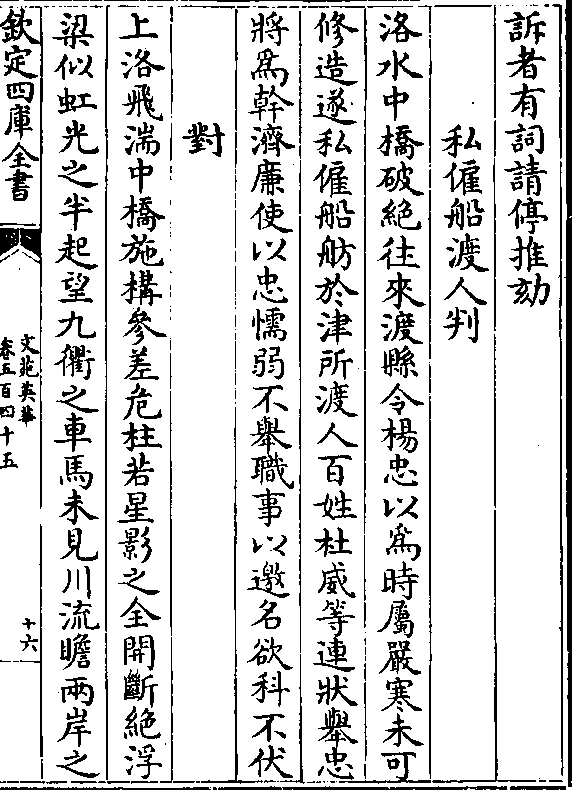 訴者有詞請停推劾
私僱船渡人判
洛水中橋破絶往來渡縣令楊忠以為時屬嚴寒未可
修造遂私僱船舫於津所渡人百姓杜威等連狀舉忠
將為幹濟廉使以忠懦弱不舉職事以邀名欲科不伏
對
上洛飛湍中橋施構參差危柱若星影之全開斷絶浮
梁似虹光之半起望九衢之車馬未見川流瞻兩岸之
欽定四庫全書
文苑英華
卷五百四十五
十六